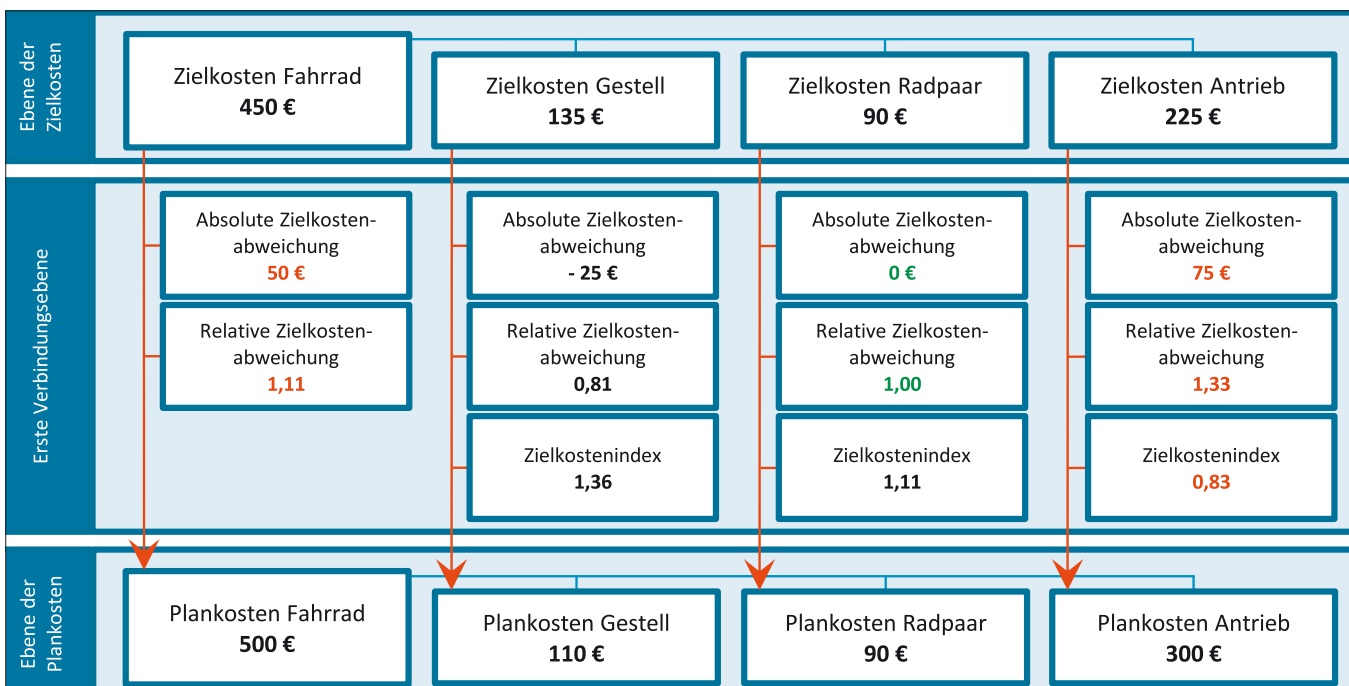 Ebene der
Zielkosten
Zielkosten Fahrrad
450 €
Zielkosten Gestell
135 €
Zielkosten Radpaar
90 €
Zielkosten Antrieb
225 €
Erste Verbindungsebene
Absolute Zielkosten-
abweichung
50 €
Relative Zielkosten-
abweichung
1,11
Absolute Zielkosten-
abweichung
- 25 €
Relative Zielkosten-
abweichung
0,81
Zielkostenindex
1,36
Absolute Zielkosten-
abweichung
0 €
Relative Zielkosten-
abweichung
1,00
Zielkostenindex
1,11
Absolute Zielkosten-
abweichung
75 €
Relative Zielkosten-
abweichung
1,33
Zielkostenindex
0,83
Ebene der
Plankosten
Plankosten Fahrrad
500 €
Plankosten Gestell
110 €
Plankosten Radpaar
90 €
Plankosten Antrieb
300 €